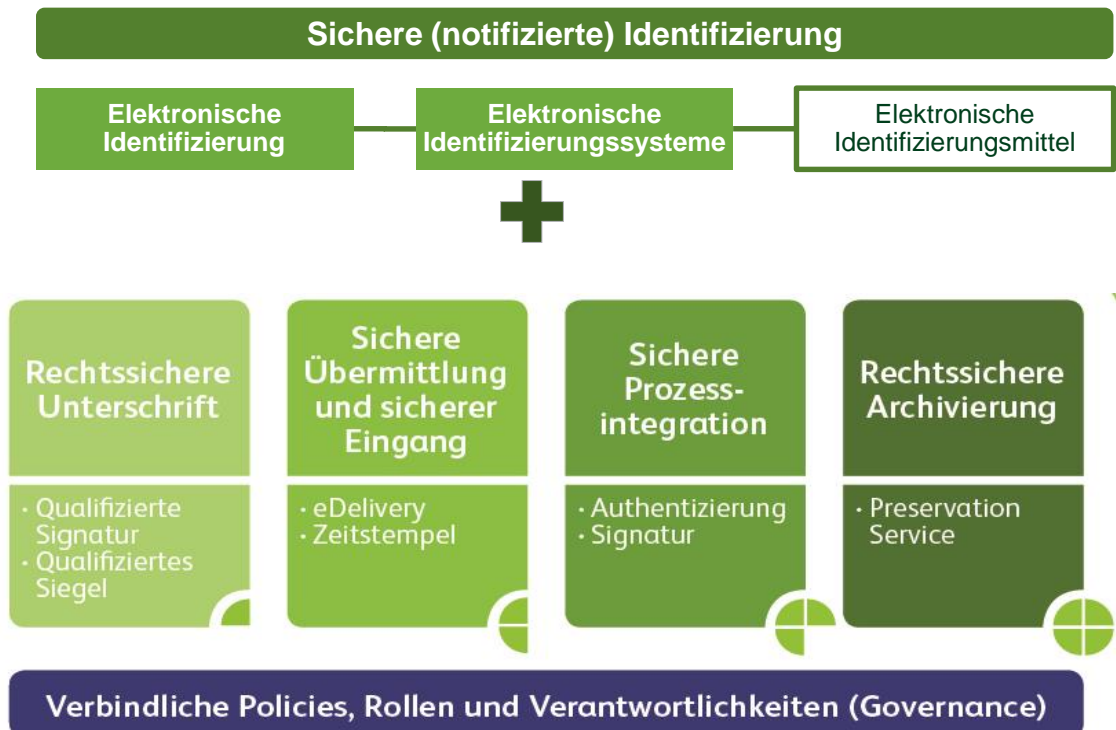 Sichere (notifizierte) Identifizierung
Elektronische
Identifizierung
Elektronische
Identifizierungssysteme
Elektronische
Identifizierungsmittel
Rechtssichere
Unterschrift
· Qualifizierte
Signatur
· Qualifiziertes
Siegel
Sichere
Übermittlung
und sicherer
Eingang
· eDelivery
· Zeitstempel
Sichere
Prozess-
integration
· Authentizierung
· Signatur
Rechtssichere
Archivierung
· Preservation
Service
Verbindliche Policies, Rollen und Verantwortlichkeiten (Governance)